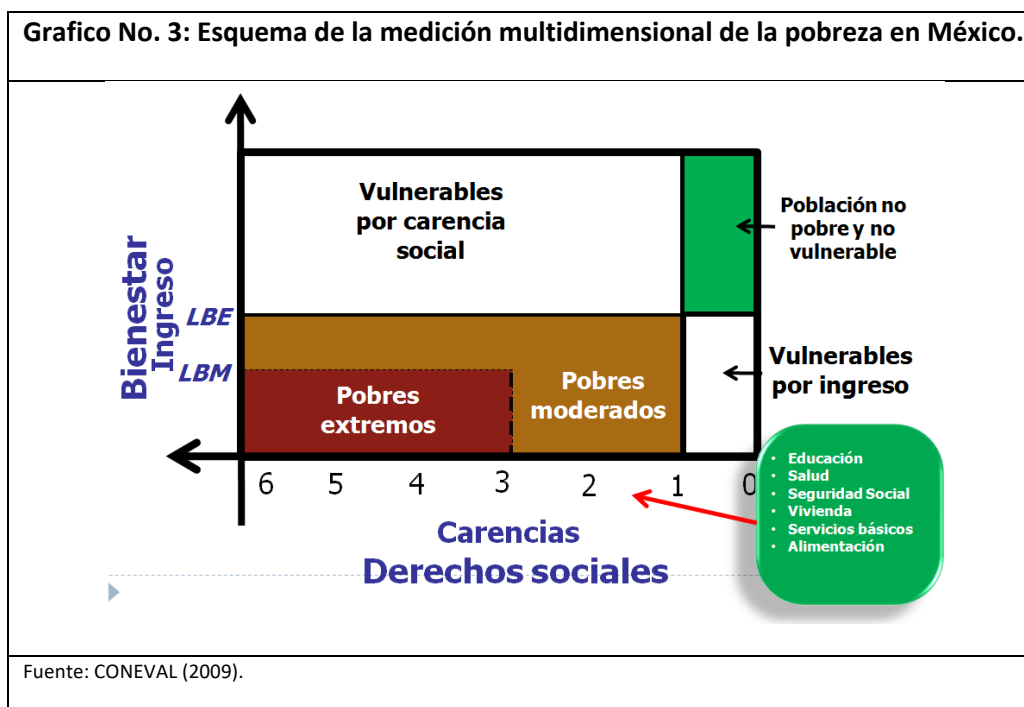 Grafico No. 3: Esquema de la medición multidimensional de la pobreza en México.
Vulnerables
por carencia
social
Población no
pobre y no
vulnerable
Bienestar
Ingreso
LBE
LBM
Vulnerables
por ingreso
Pobres
extremos
Pobres
moderados
6 5 4 3 2 1 0
• Educación
• Salud
• Seguridad Social
• Vivienda
• Servicios básicos
• Alimentación
Carencias
Derechos sociales
Fuente: CONEVAL (2009).